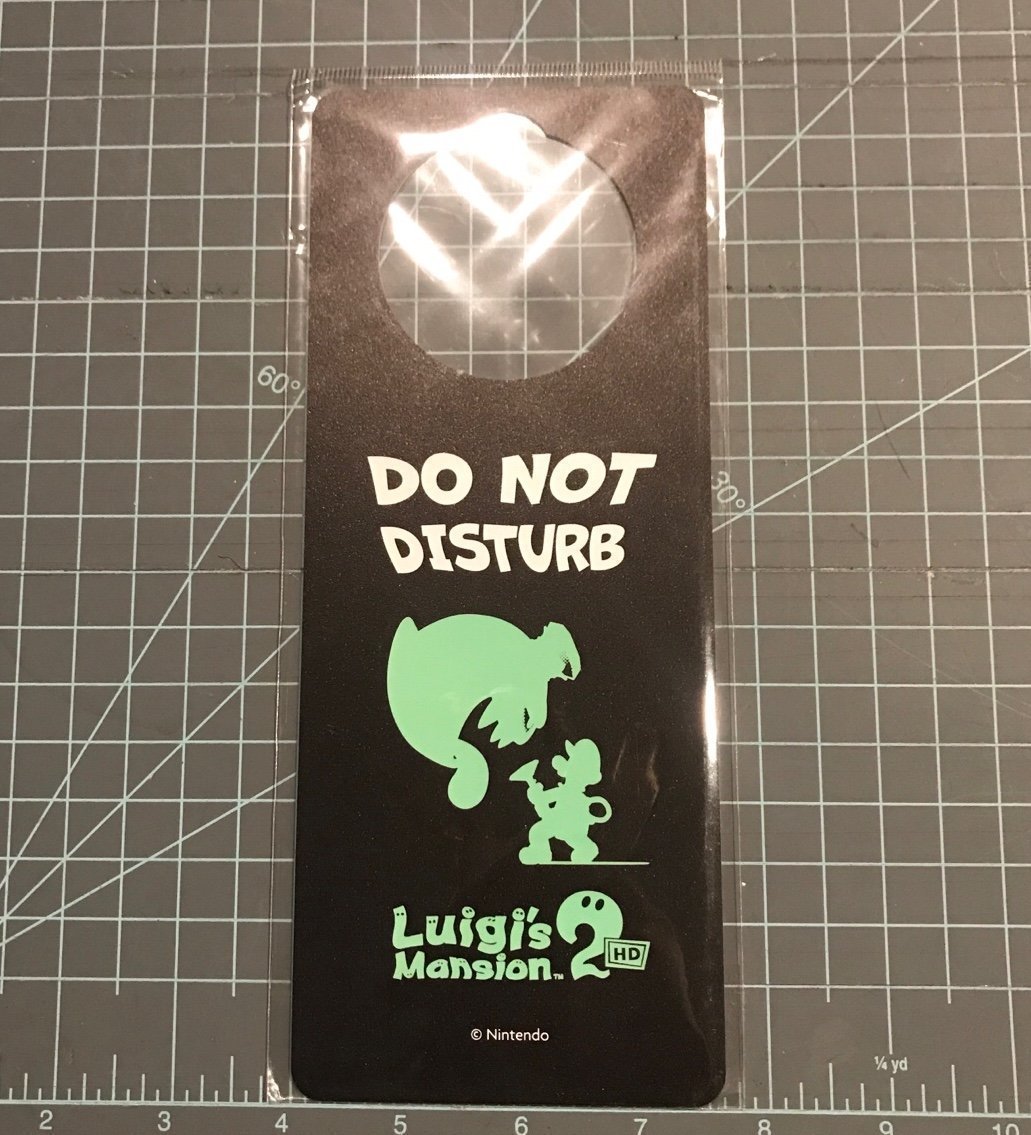 60°
DO NOT
30°
DISTURB
Luigi's
Mansion™ 2 HD
© Nintendo
¼ yd
2 3 4 5 6 7 8 9 10